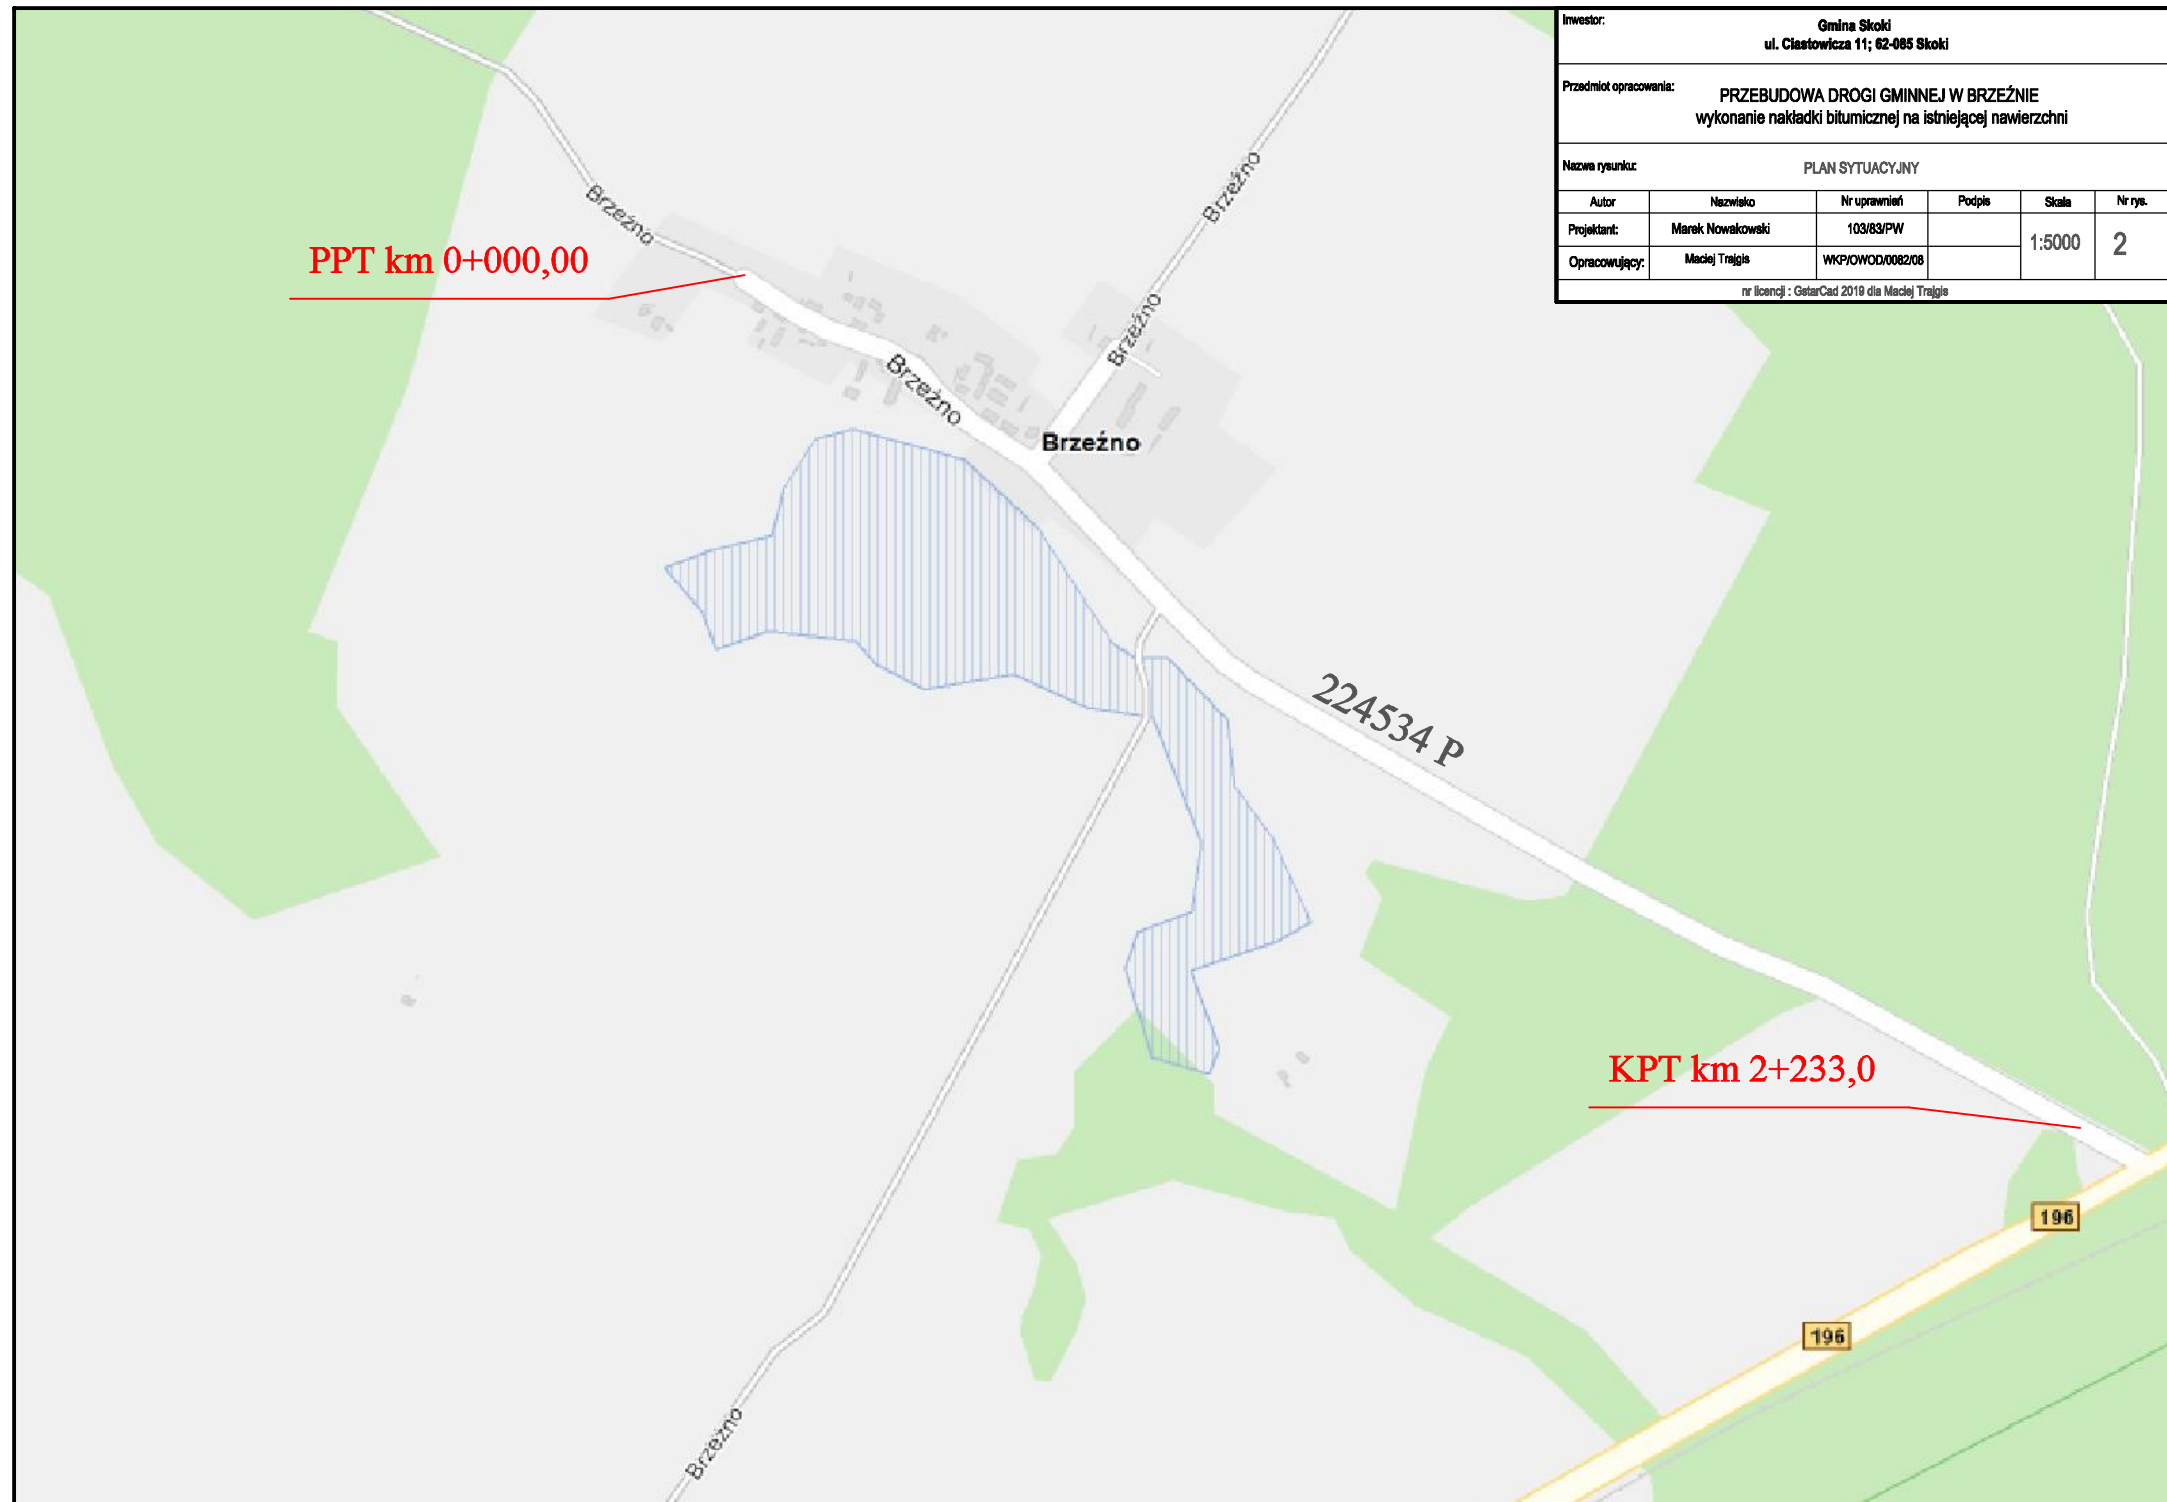 Inwestor:
Gmina Skoki
ul. Ciastowicza 11; 62-085 Skoki
Przedmiot opracowania:
PRZEBUDOWA DROGI GMINNEJ W BRZEŹNIE
wykonanie nakładki bitumicznej na istniejącej nawierzchni
Nazwa rysunku:
PLAN SYTUACYJNY
Autor Nazwisko Nr uprawnień Podpis Skala Nr rys.
Projektant: Marek Nowakowski 103/83/PW 1:5000 2
Opracowujący: Maciej Trajgis WKP/OWOD/0082/08
nr licencji : GstarCad 2019 dla Maciej Trajgis
Brzeźno
Brzeźno
PPT km 0+000,00
Brzeźno
Brzeźno
Brzeźno
224534 P
KPT km 2+233,0
196
196
Brzeźno